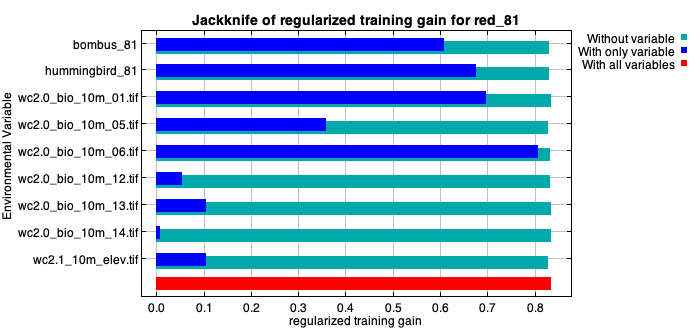 Jackknife of regularized training gain for red_81
Without variable
With only variable
With all variables
Environmental Variable
bombus_81
hummingbird_81
wc2.0_bio_10m_01.tif
wc2.0_bio_10m_05.tif
wc2.0_bio_10m_06.tif
wc2.0_bio_10m_12.tif
wc2.0_bio_10m_13.tif
wc2.0_bio_10m_14.tif
wc2.1_10m_elev.tif
0.0 0.1 0.2 0.3 0.4 0.5 0.6 0.7 0.8
regularized training gain